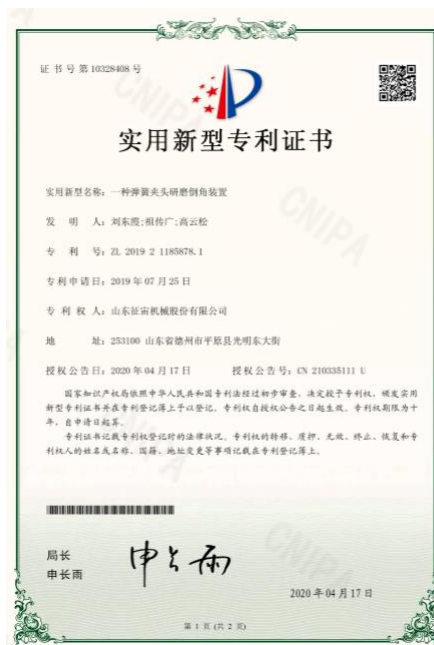 证书号第10328408号
实用新型专利证书
实用新型名称：一种弹簧夹头研磨倒角装置
发 明 人：刘东霞;祖传广;高云松
专 利 号：ZL 2019 2 1185878.1
专利申请日：2019年07月25日
专 利 权 人：山东征宙机械股份有限公司
地 址：253100 山东省德州市平原县光明东大街
授权公告日：2020年04月17日 授权公告号：CN 210335111 U
国家知识产权局依照中华人民共和国专利法经过初步审查，决定授予专利权，颁发实用
新型专利证书并在专利登记簿上予以登记。专利权自授权公告之日起生效。专利权期限为十
年，自申请日起算。
专利证书记载专利权登记时的法律状况。专利权的转移、质押、无效、终止、恢复和专
利权人的姓名或名称、国籍、地址变更等事项记载在专利登记簿上。
局长
申长雨
申长雨
2020年04月17日
第 1 页 (共 2 页)
CNIPA
CNIPA
CNIPA
CNIPA